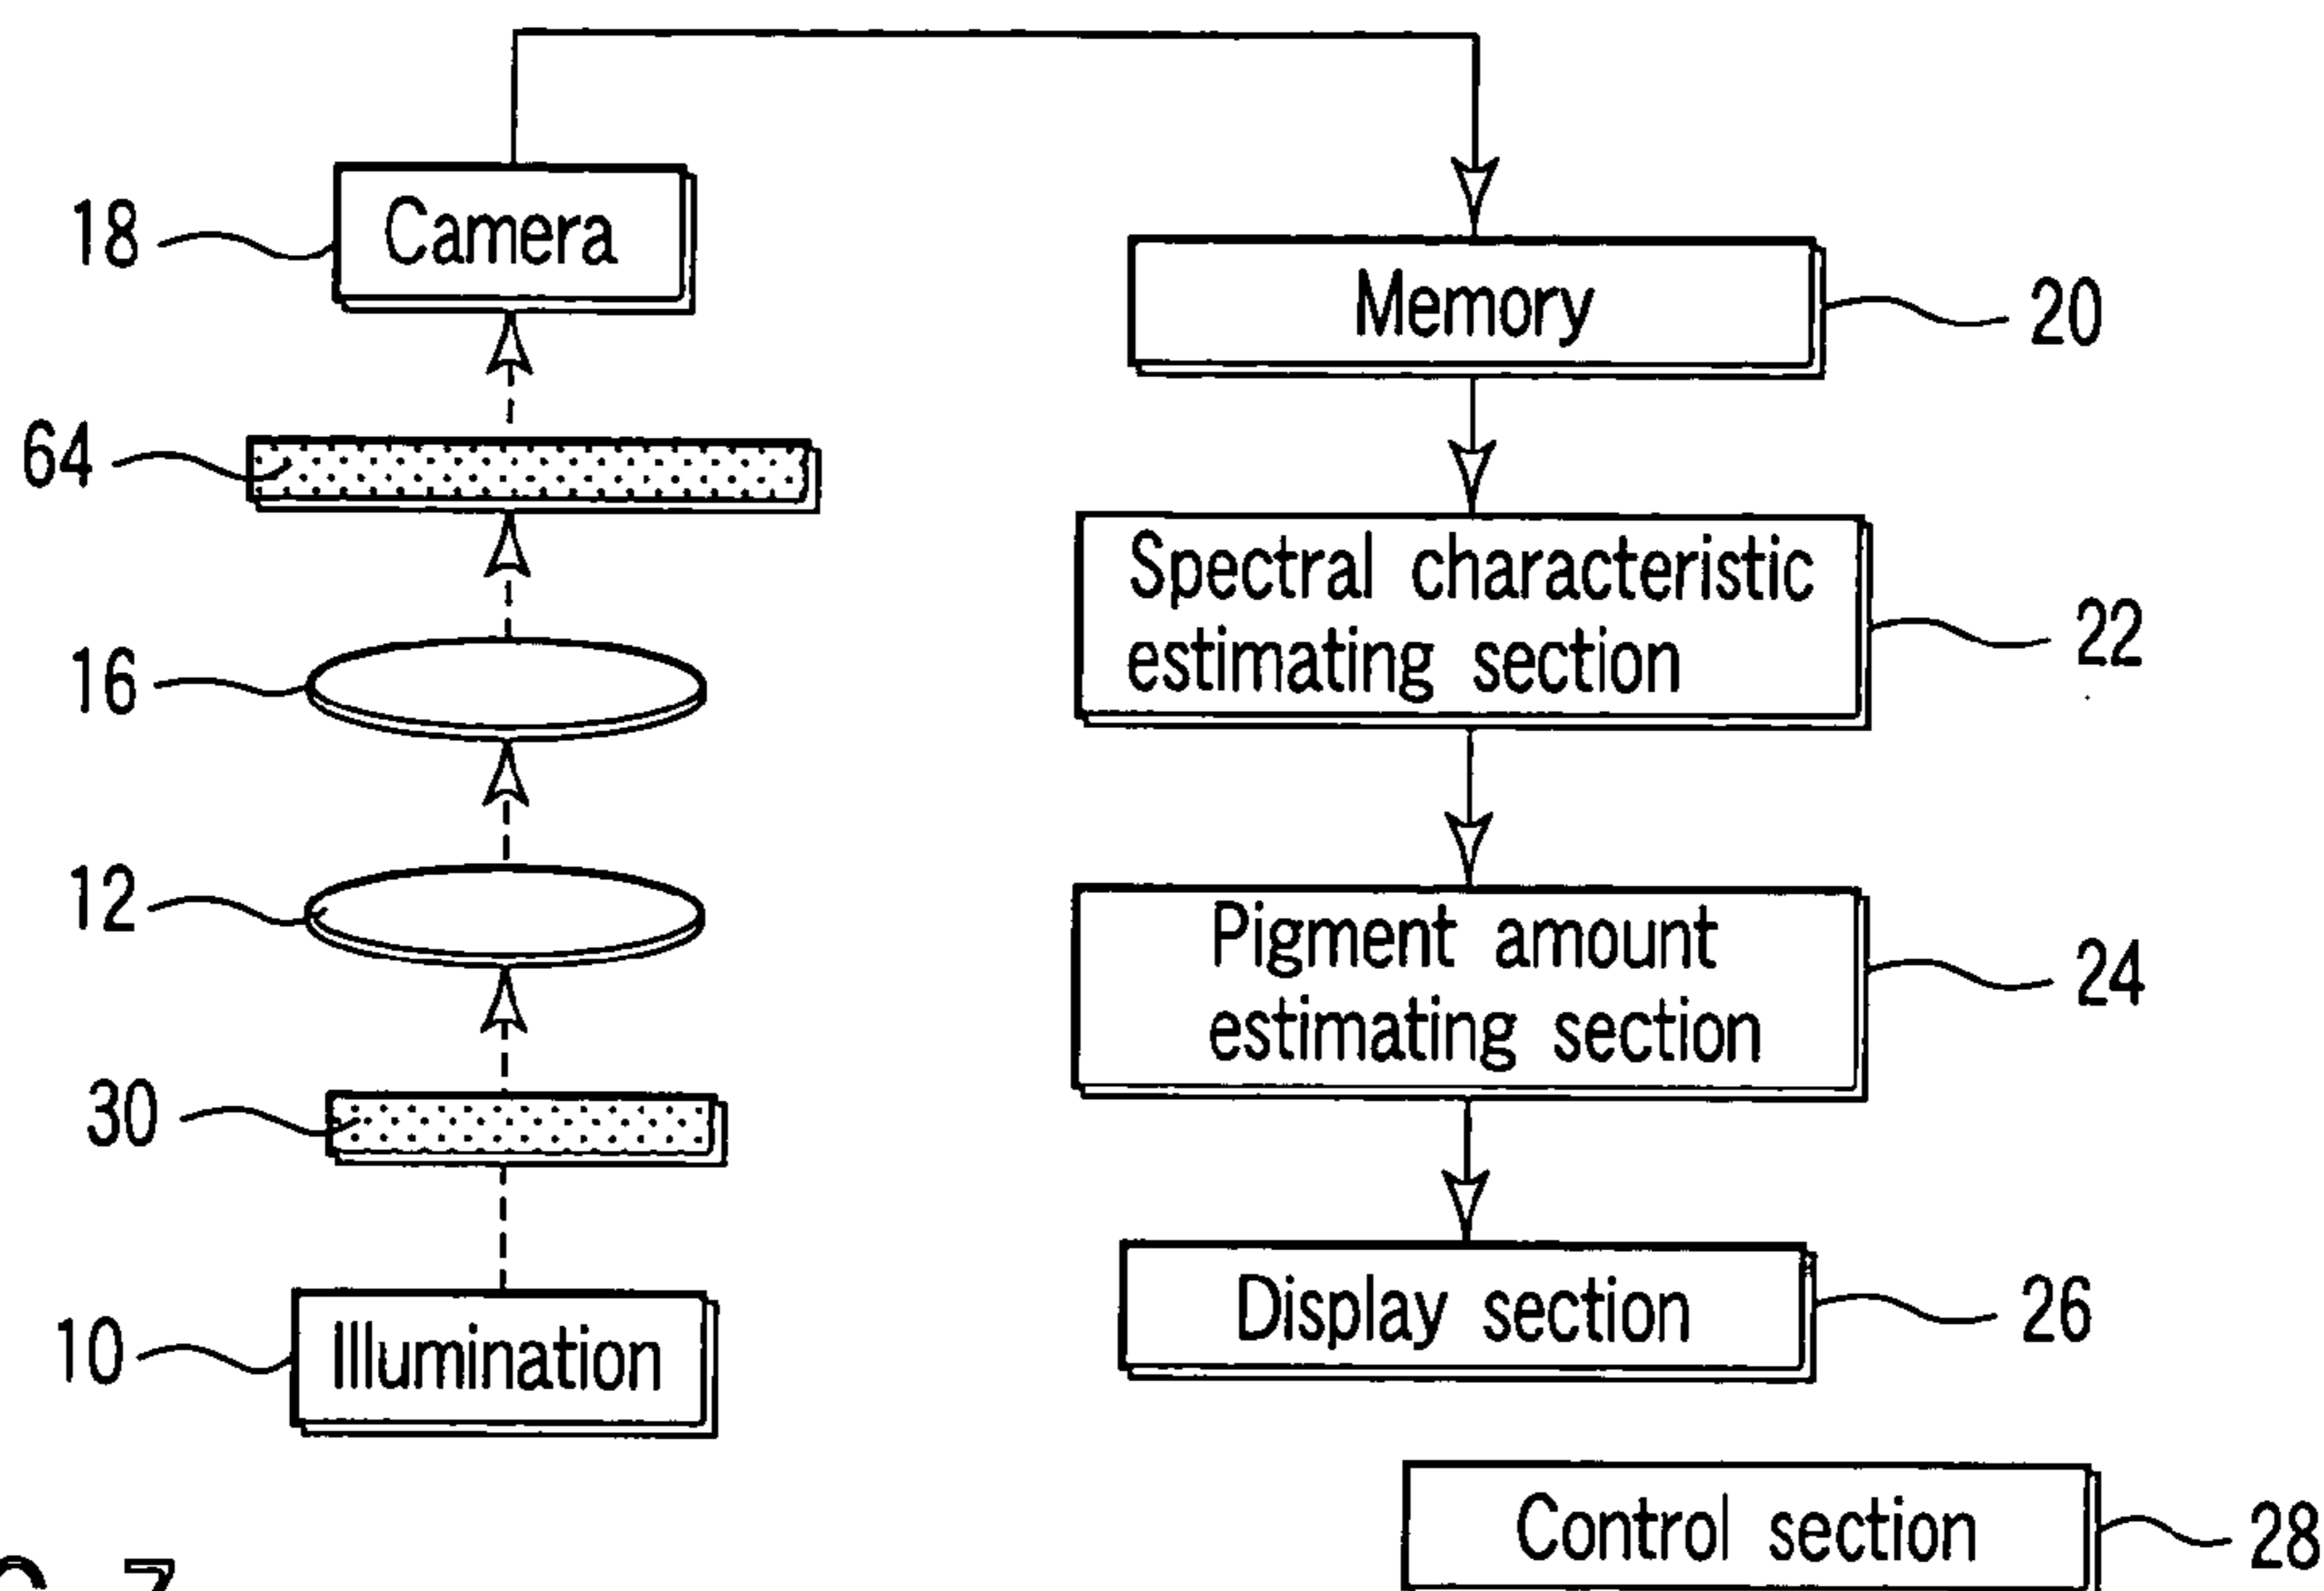 18
Camera
Memory
20
64
Spectral characteristic
estimating section
22
16
12
Pigment amount
estimating section
24
30
10
Illumination
Display section
26
Control section
28